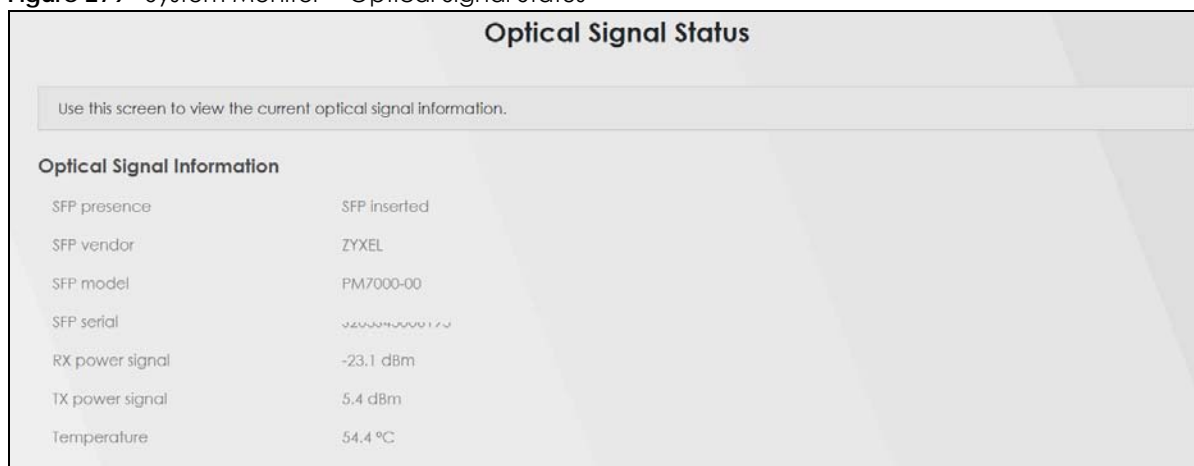 Optical Signal Status
Use this screen to view the current optical signal information.
Optical Signal Information
SFP presence SFP inserted
SFP vendor ZYXEL
SFP model PM7000-00
SFP serial
RX power signal -23.1 dBm
TX power signal 5.4 dBm
Temperature 54.4 °C